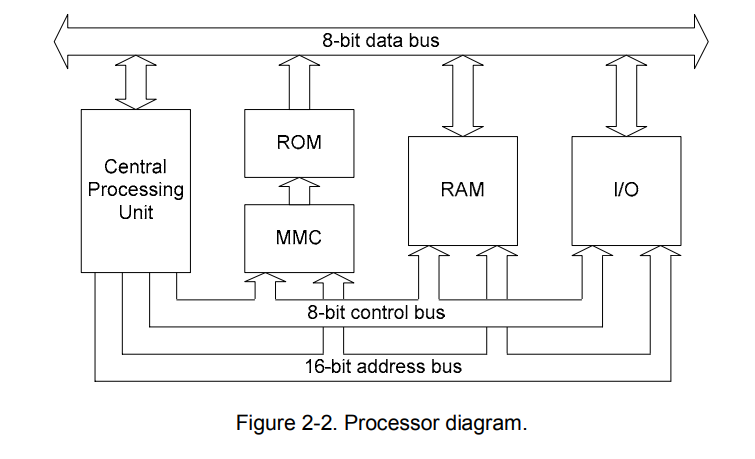 8-bit data bus
Central
Processing
Unit
ROM
MMC
RAM
I/O
8-bit control bus
16-bit address bus
Figure 2-2. Processor diagram.